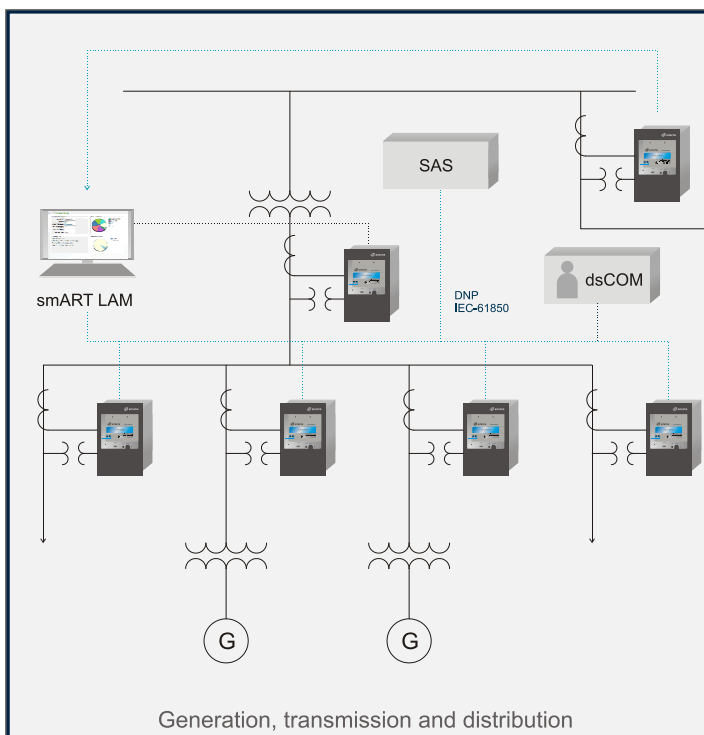 SAS
smART LAM
dsCOM
DNP
IEC-61850
G
G
Generation, transmission and distribution